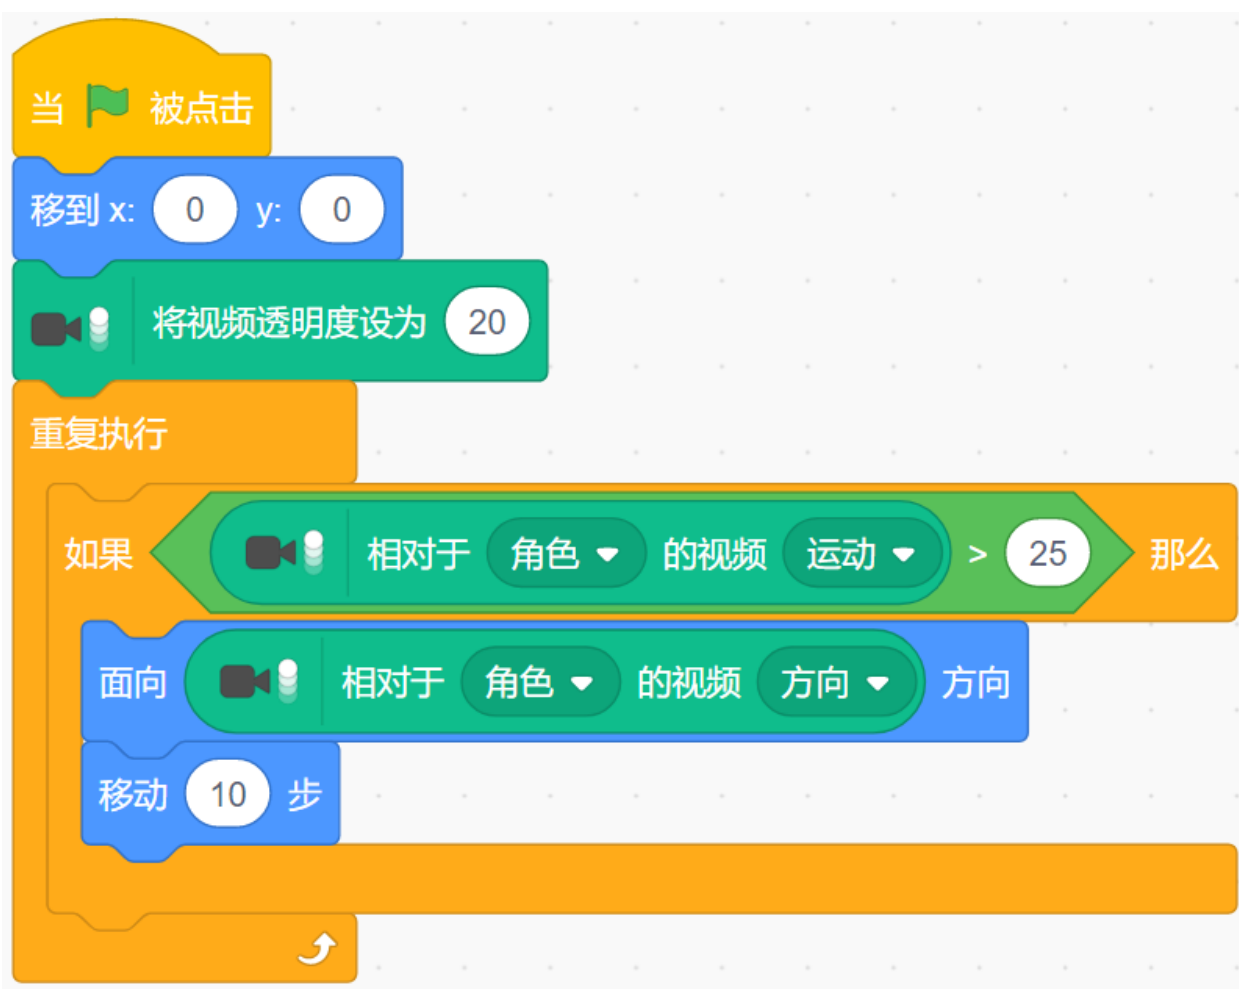 当 被点击
移到 x: 0 y: 0
将视频透明度设为 20
重复执行
如果 相对于 角色 的视频 运动 > 25 那么
面向 相对于 角色 的视频 方向 方向
移动 10 步